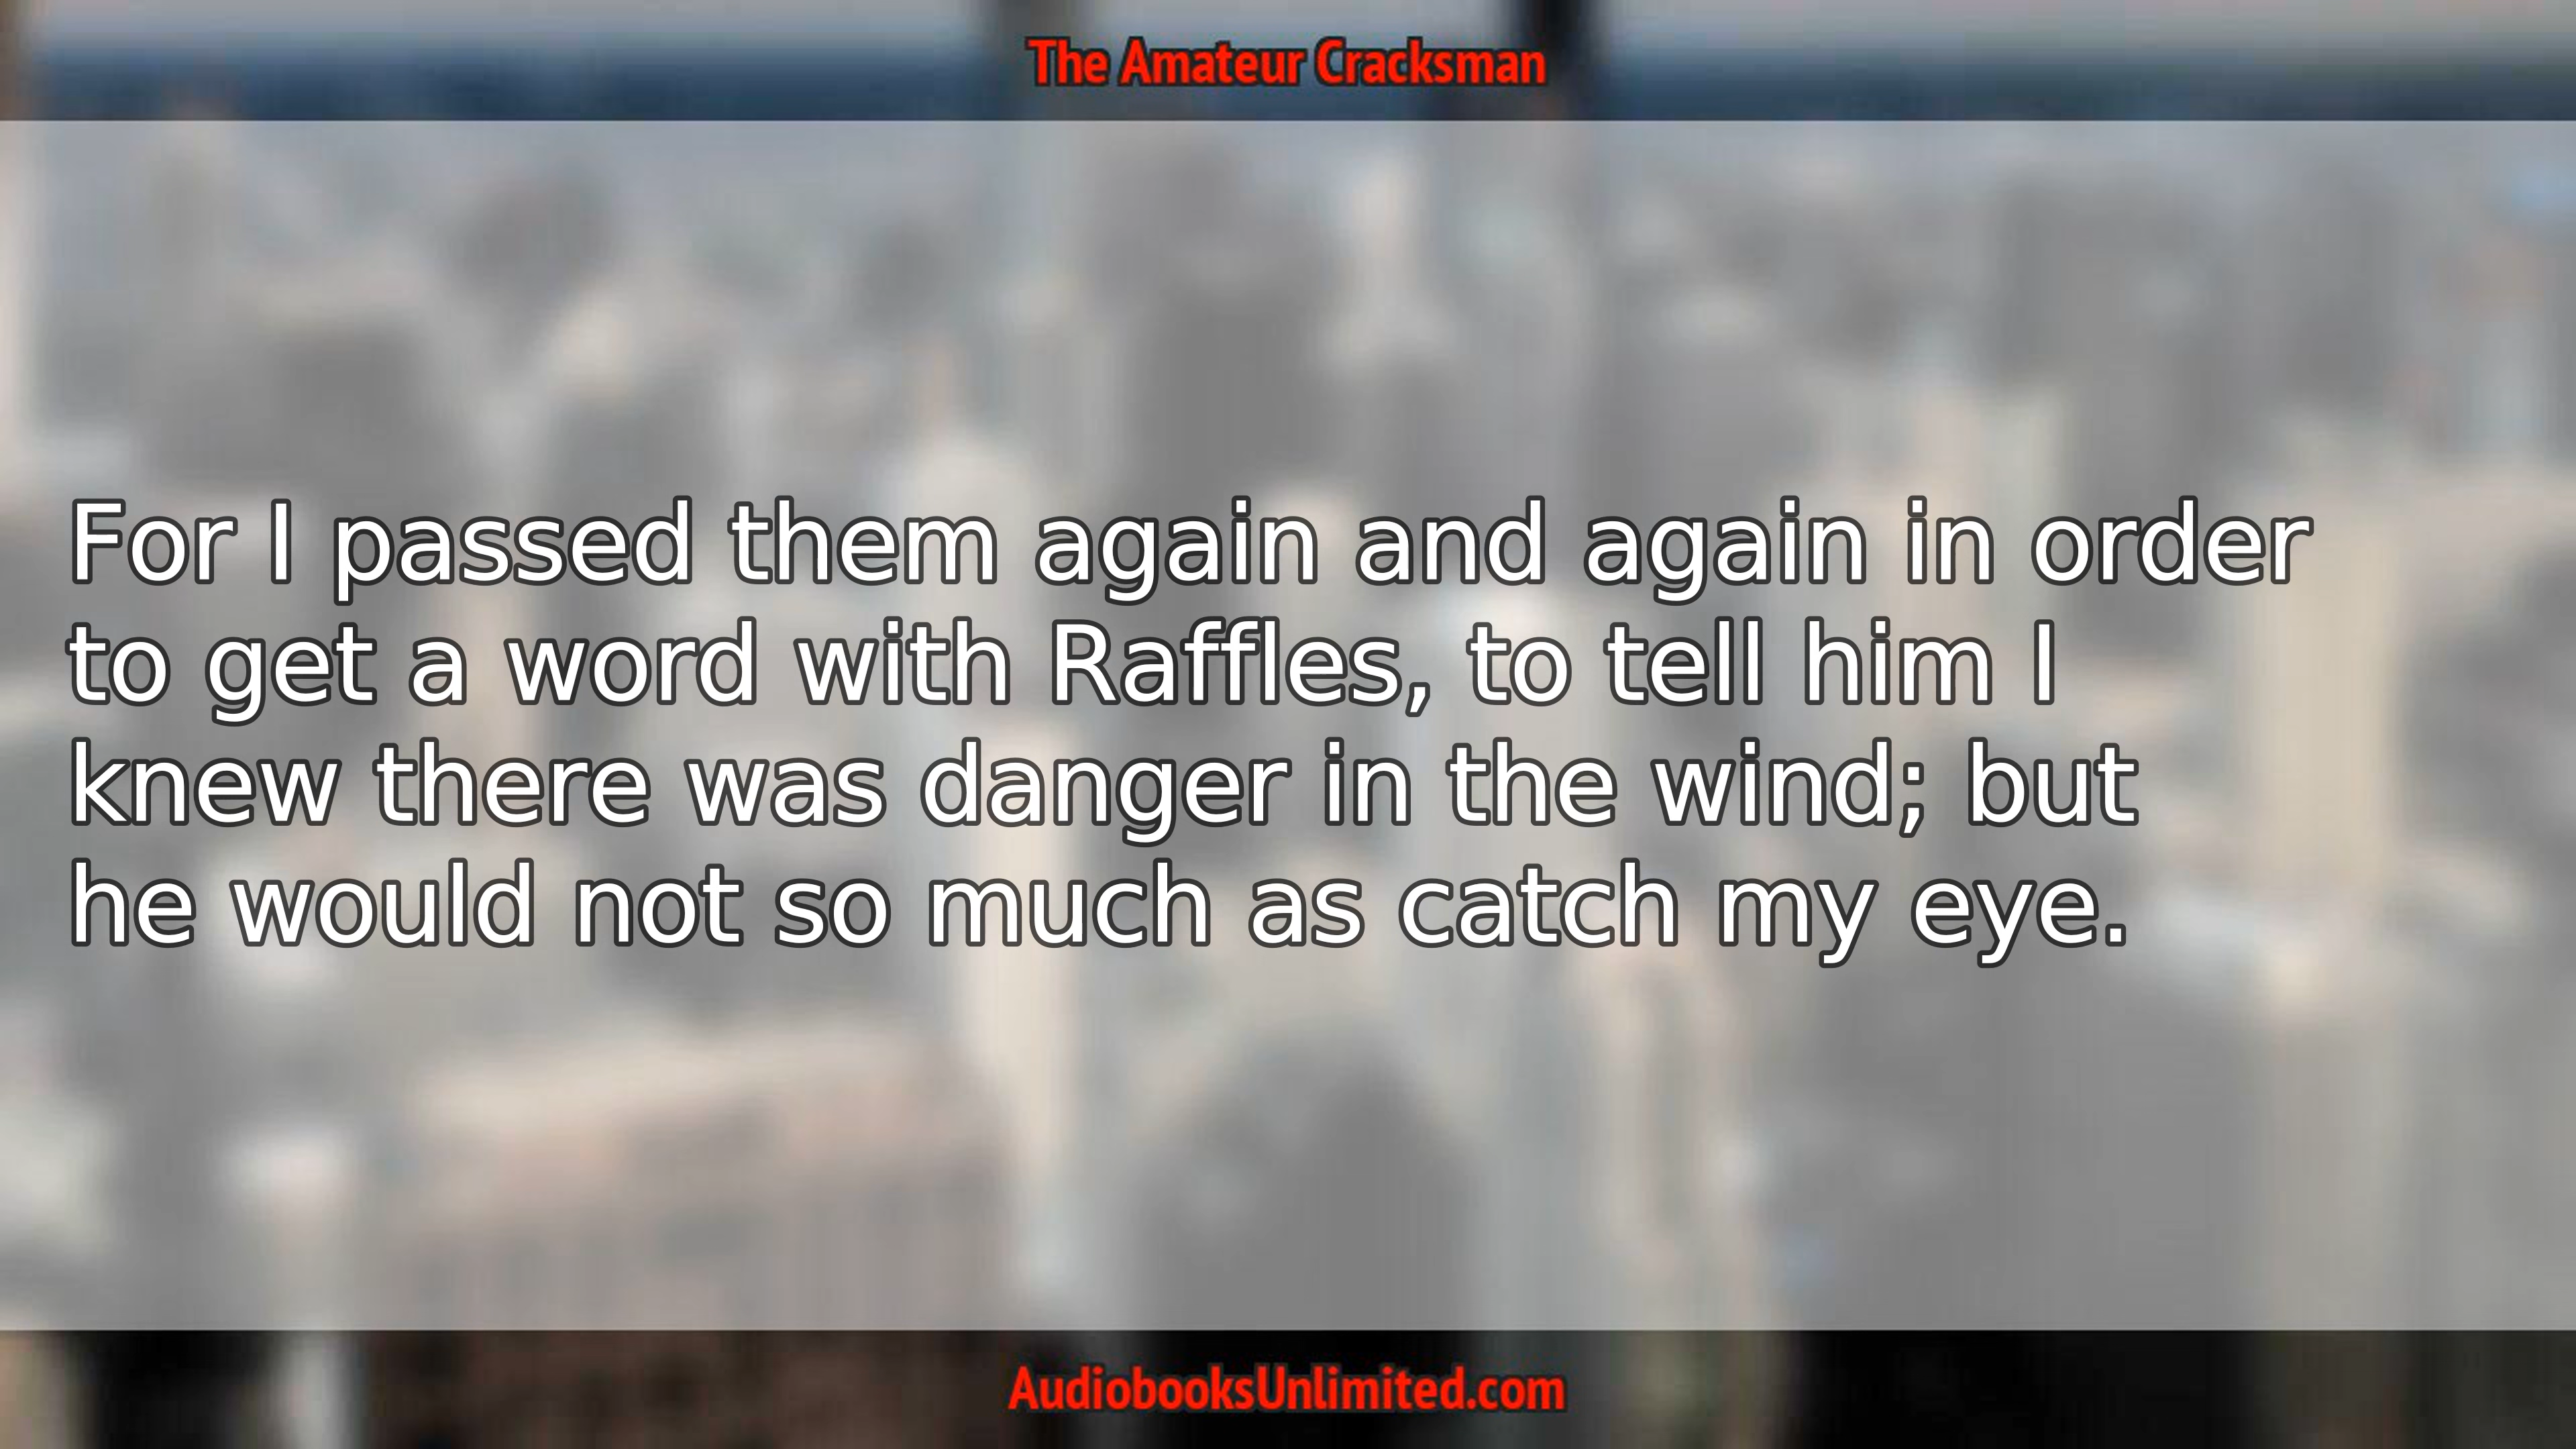 The Amateur Cracksman
For I passed them again and again in order
to get a word with Raffles, to tell him I
knew there was danger in the wind; but
he would not so much as catch my eye.
AudiobooksUnlimited.com